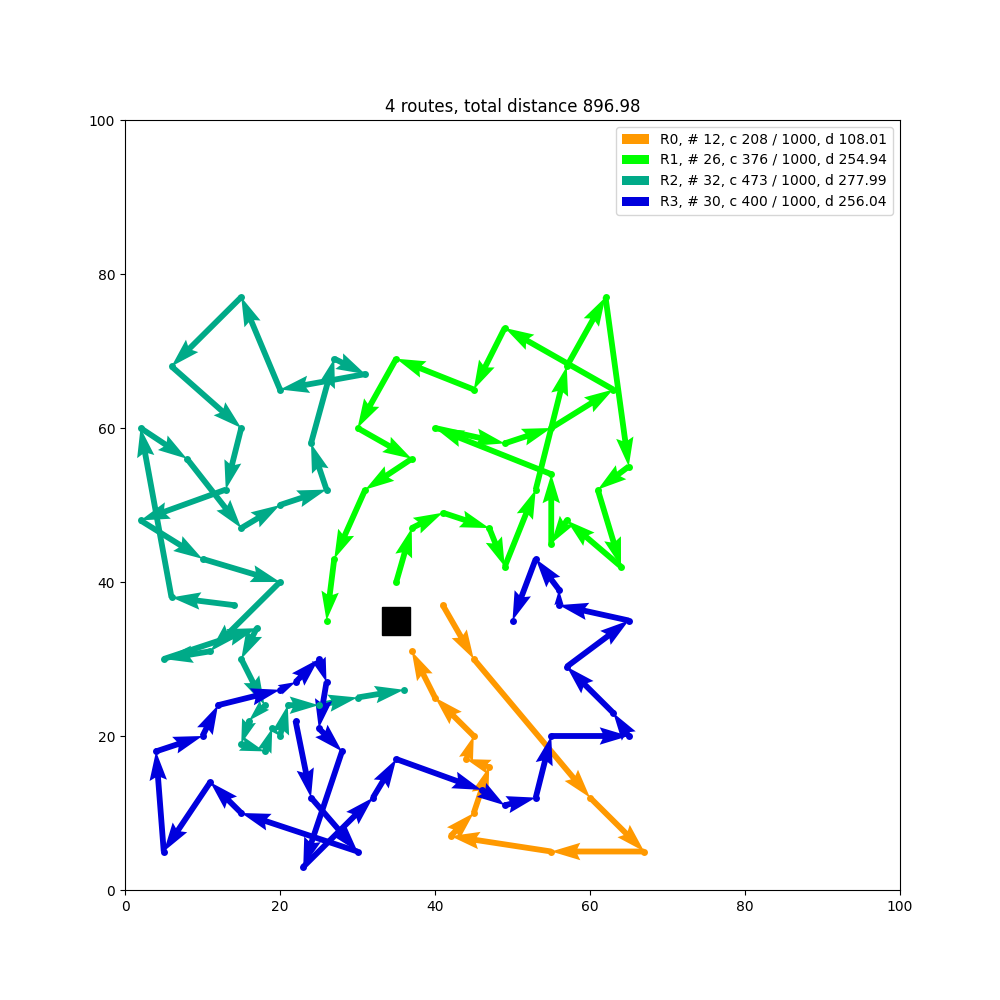 4 routes, total distance 896.98
R0, # 12, c 208 / 1000, d 108.01
R1, # 26, c 376 / 1000, d 254.94
R2, # 32, c 473 / 1000, d 277.99
R3, # 30, c 400 / 1000, d 256.04
100
80
60
40
20
0
0 20 40 60 80 100